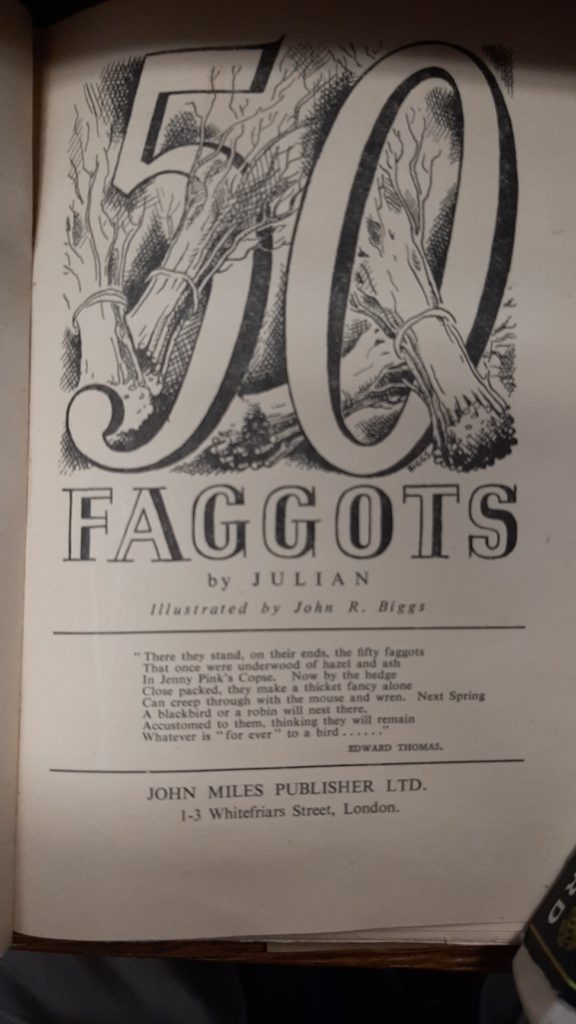 50
BIGGS
FAGGOTS
by JULIAN
Illustrated by John R. Biggs
"There they stand, on their ends, the fifty faggots
That once were underwood of hazel and ash
In Jenny Pink's Copse. Now by the hedge
Close packed, they make a thicket fancy alone
Can creep through with the mouse and wren. Next Spring
A blackbird or a robin will nest there.
Accustomed to them, thinking they will remain
Whatever is "for ever" to a bird ......"
EDWARD THOMAS.
JOHN MILES PUBLISHER LTD.
1-3 Whitefriars Street, London.
RD